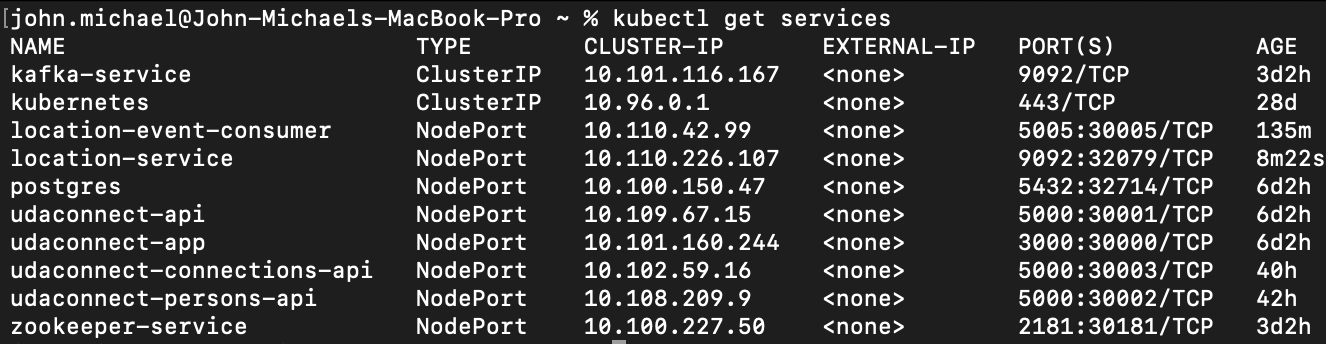 [john.michael@John-Michaels-MacBook-Pro ~ % kubectl get services
NAME TYPE CLUSTER-IP EXTERNAL-IP PORT(S) AGE
kafka-service ClusterIP 10.101.116.167 <none> 9092/TCP 3d2h
kubernetes ClusterIP 10.96.0.1 <none> 443/TCP 28d
location-event-consumer NodePort 10.110.42.99 <none> 5005:30005/TCP 135m
location-service NodePort 10.110.226.107 <none> 9092:32079/TCP 8m22s
postgres NodePort 10.100.150.47 <none> 5432:32714/TCP 6d2h
udaconnect-api NodePort 10.109.67.15 <none> 5000:30001/TCP 6d2h
udaconnect-app NodePort 10.101.160.244 <none> 3000:30000/TCP 6d2h
udaconnect-connections-api NodePort 10.102.59.16 <none> 5000:30003/TCP 40h
udaconnect-persons-api NodePort 10.108.209.9 <none> 5000:30002/TCP 42h
zookeeper-service NodePort 10.100.227.50 <none> 2181:30181/TCP 3d2h